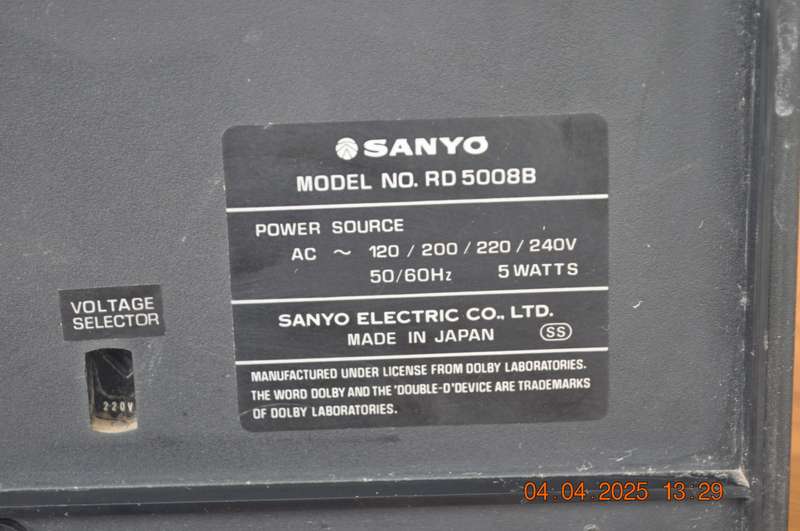 SANYO
MODEL NO. RD 5008B
POWER SOURCE
AC ~ 120 / 200 / 220 / 240V
50/60Hz 5 WATTS
SANYO ELECTRIC CO., LTD.
MADE IN JAPAN SS
MANUFACTURED UNDER LICENSE FROM DOLBY LABORATORIES.
THE WORD DOLBY AND THE 'DOUBLE-D' DEVICE ARE TRADEMARKS
OF DOLBY LABORATORIES.
VOLTAGE
SELECTOR
220V
04.04.2025 13:29